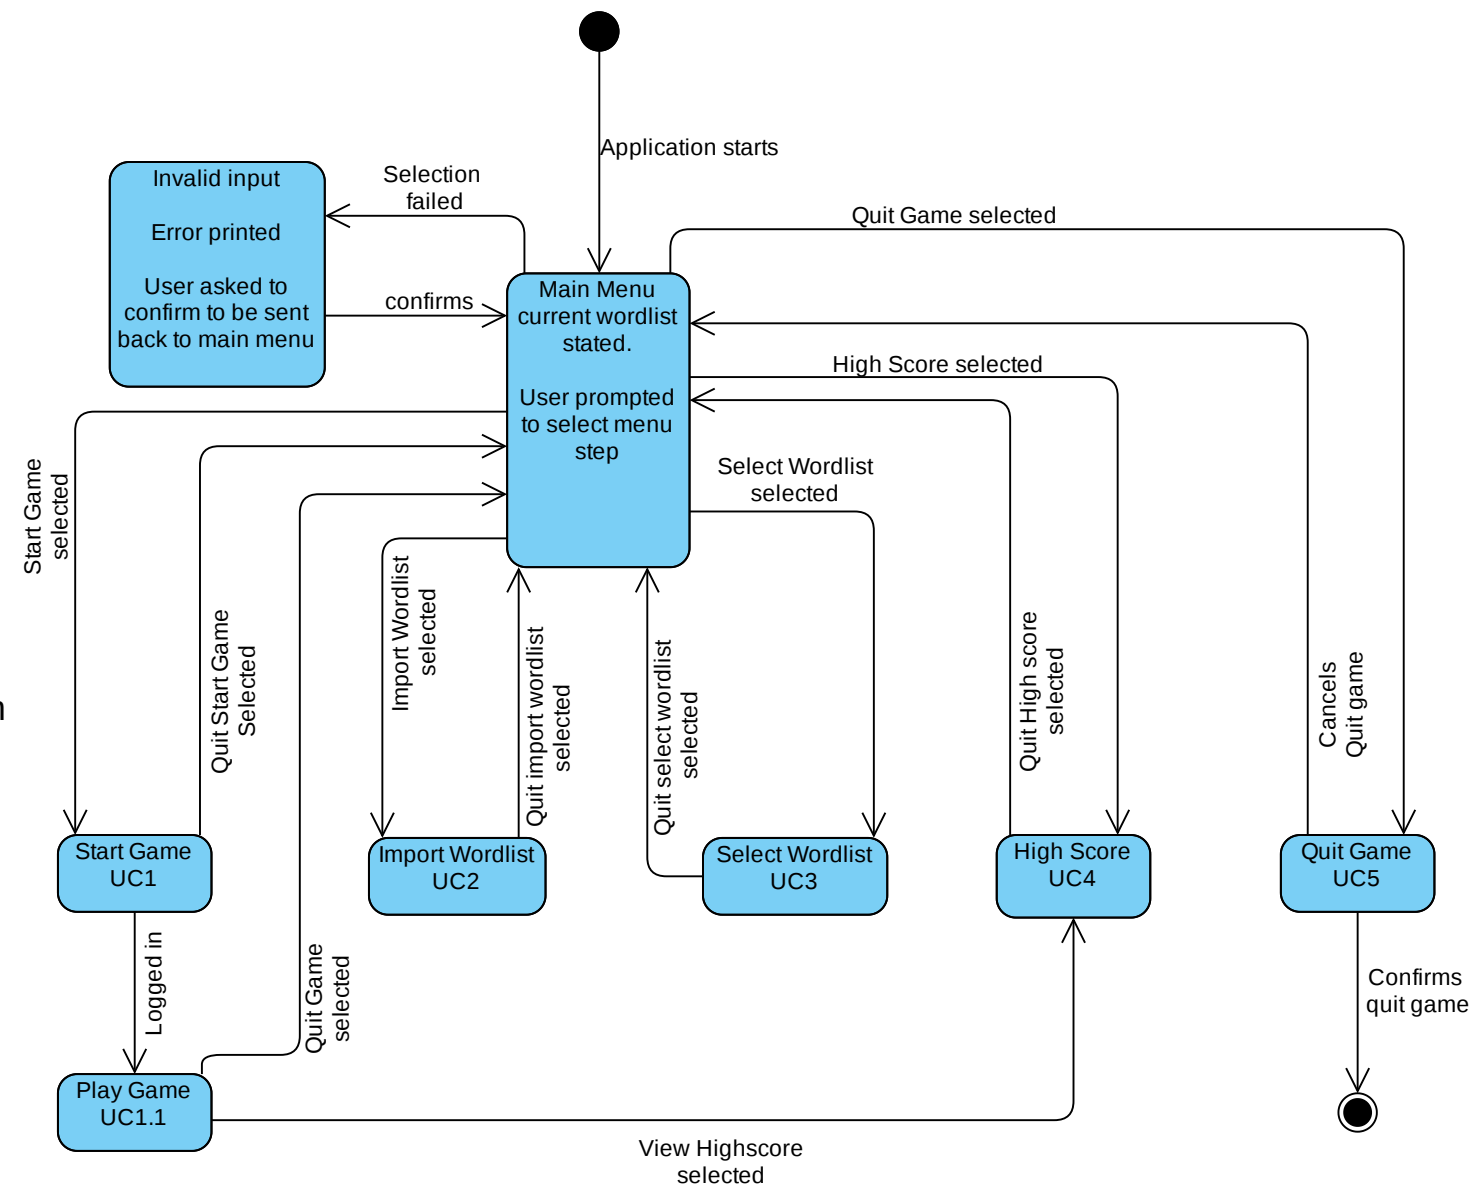 Application starts
Selection
failed
Invalid input
Error printed
User asked to
confirm to be sent
back to main menu
confirms
Quit Game selected
Main Menu
current wordlist
stated.
User prompted
to select menu
step
High Score selected
Select Wordlist
selected
Start Game
selected
Quit Start Game
Selected
Import Wordlist
selected
Quit import wordlist
selected
Quit select wordlist
selected
Quit High score
selected
Cancels
Quit game
n
Start Game
UC1
Import Wordlist
UC2
Select Wordlist
UC3
High Score
UC4
Quit Game
UC5
Logged in
Quit Game
selected
Confirms
quit game
Play Game
UC1.1
View Highscore
selected